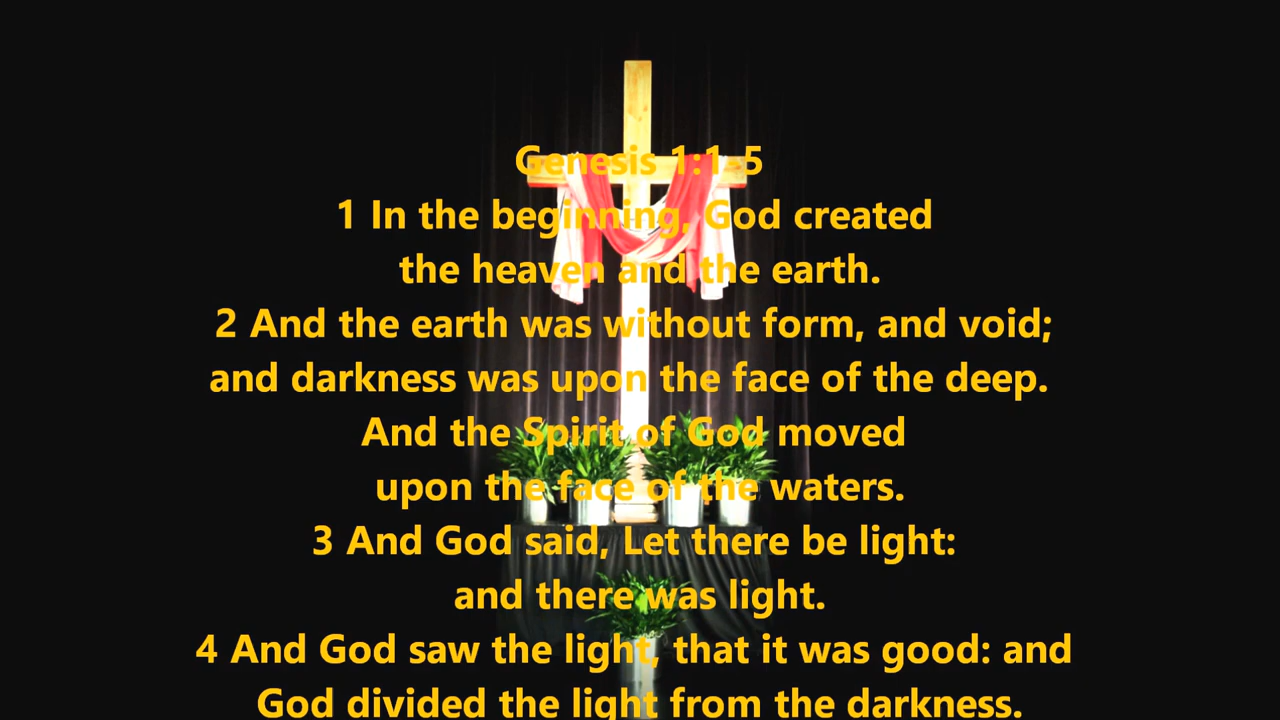 Genesis 1:1-5
1 In the beginning, God created
the heaven and the earth.
2 And the earth was without form, and void;
and darkness was upon the face of the deep.
And the Spirit of God moved
upon the face of the waters.
3 And God said, Let there be light:
and there was light.
4 And God saw the light, that it was good: and
God divided the light from the darkness.